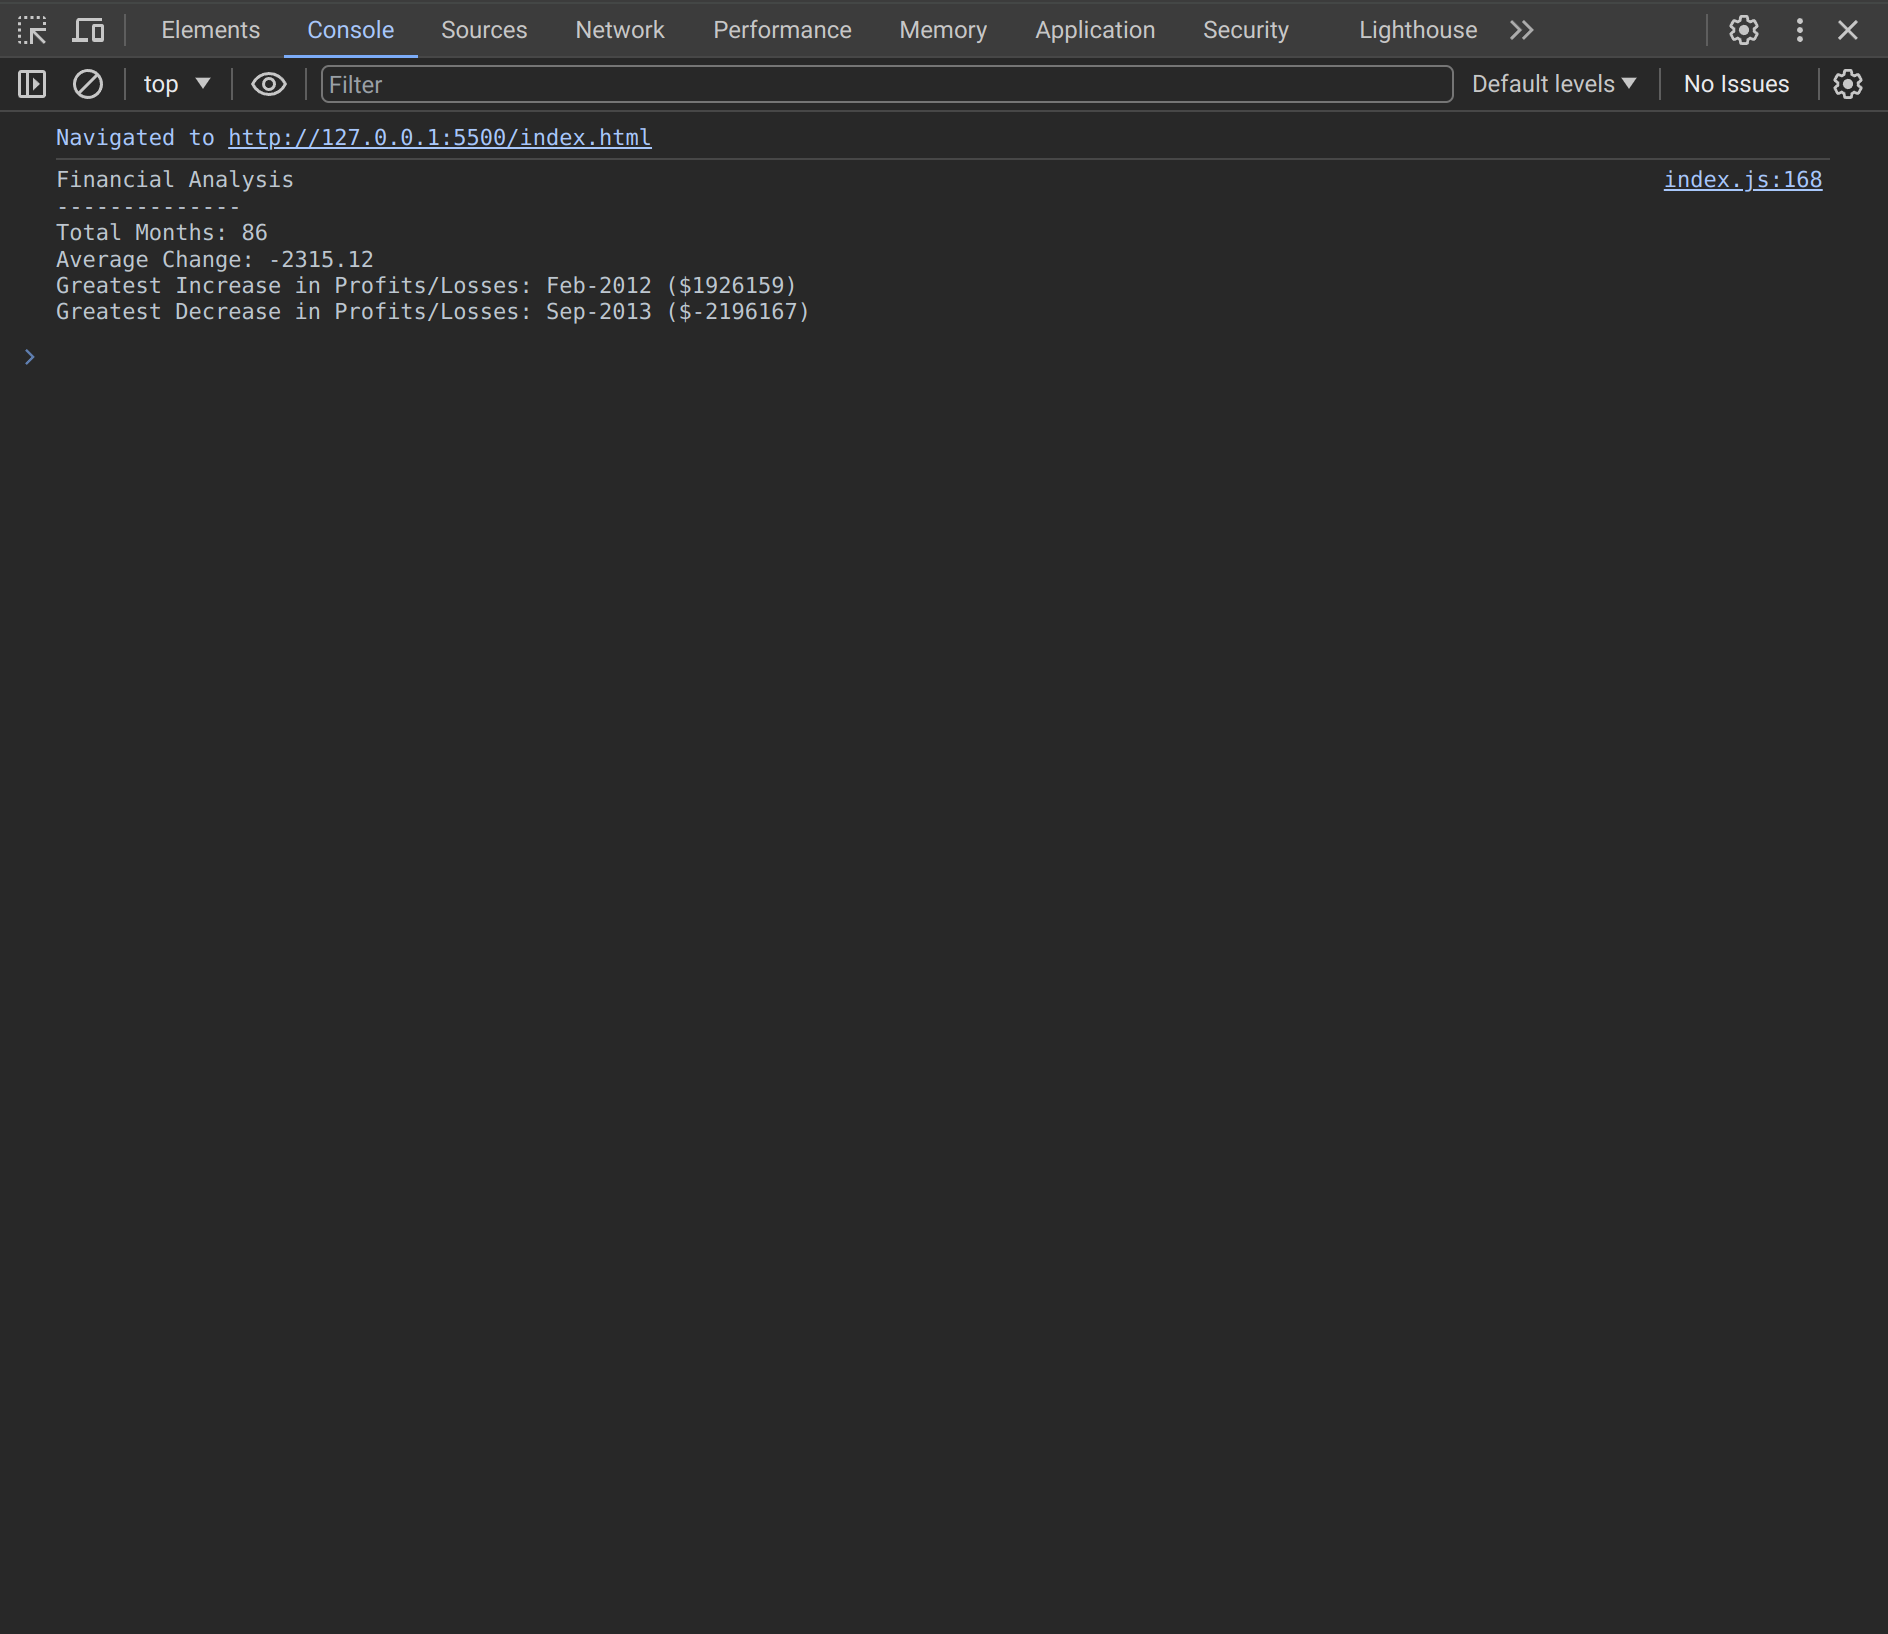 Elements Console Sources Network Performance Memory Application Security Lighthouse
top Filter Default levels No Issues
Navigated to http://127.0.0.1:5500/index.html
Financial Analysis index.js:168
--------------
Total Months: 86
Average Change: -2315.12
Greatest Increase in Profits/Losses: Feb-2012 ($1926159)
Greatest Decrease in Profits/Losses: Sep-2013 ($-2196167)